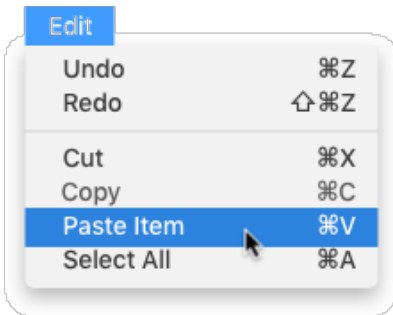 Edit
Undo ⌘Z
Redo ⇧⌘Z
Cut ⌘X
Copy ⌘C
Paste Item ⌘V
Select All ⌘A